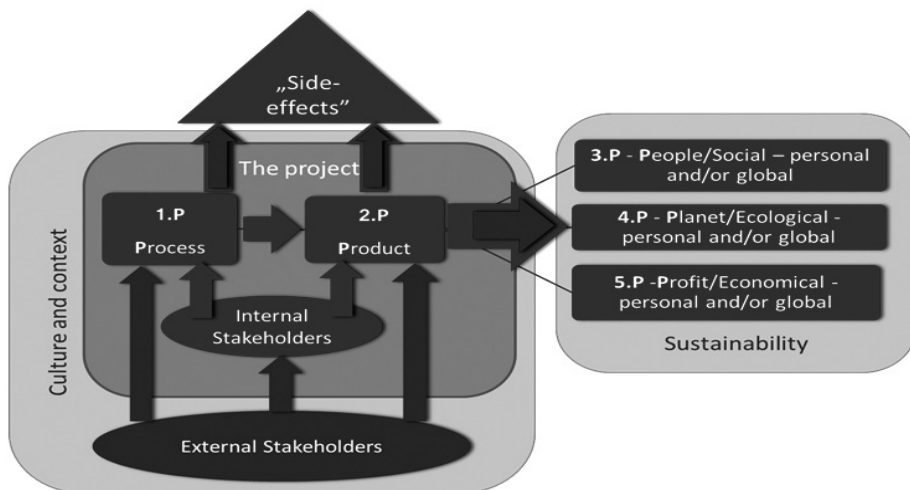 „Side-
effects”
The project
1.P
Process
2.P
Product
Internal
Stakeholders
External Stakeholders
Culture and context
3.P - People/Social – personal
and/or global
4.P - Planet/Ecological -
personal and/or global
5.P -Profit/Economical -
personal and/or global
Sustainability